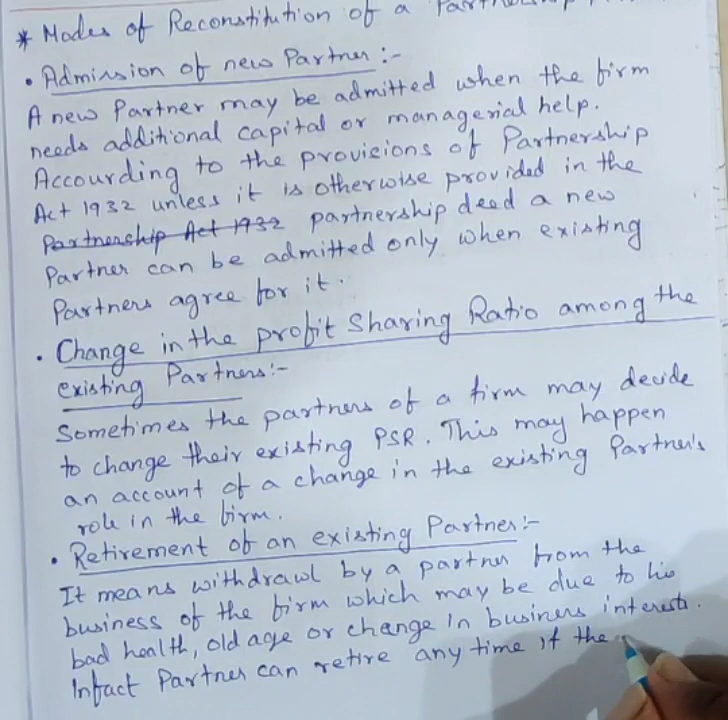 * Modes of Reconstitution of a
• Admission of new Partner :-
A new Partner may be admitted when the firm
needs additional capital or managerial help.
Accourding to the provisions of Partnership
Act 1932 unless it is otherwise provided in the
Partnership Act 1932 partnership deed a new
Partner can be admitted only when existing
Partners agree for it.
• Change in the profit Sharing Ratio among the
existing Partners:-
Sometimes the partners of a firm may decide
to change their existing PSR. This may happen
an account of a change in the existing Partner's
role in the firm.
• Retirement of an existing Partner:-
It means withdrawl by a partner from the
business of the firm which may be due to his
bad health, old age or change in business interests.
Infact Partner can retire any time if the